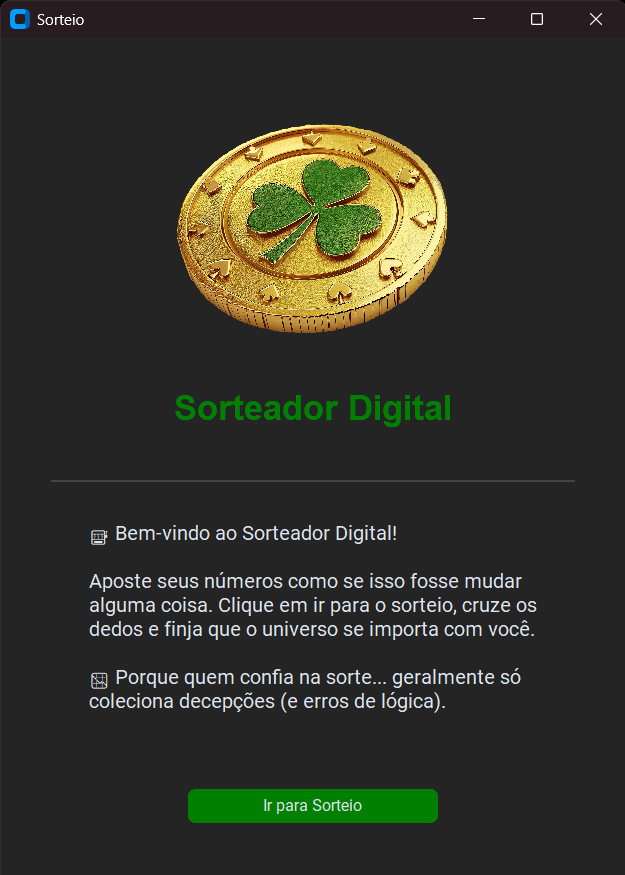 Sorteio
Sorteador Digital
Bem-vindo ao Sorteador Digital!
Aposte seus números como se isso fosse mudar
alguma coisa. Clique em ir para o sorteio, cruze os
dedos e finja que o universo se importa com você.
Porque quem confia na sorte... geralmente só
coleciona decepções (e erros de lógica).
Ir para Sorteio